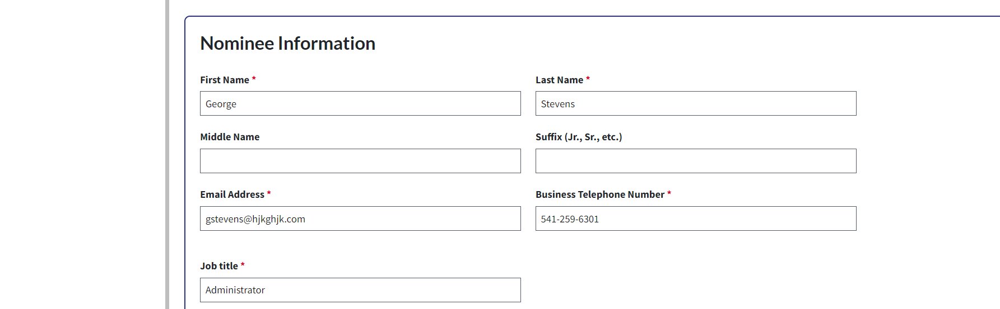 Nominee Information
First Name *
Last Name *
George
Stevens
Middle Name
Suffix (Jr., Sr., etc.)
Email Address *
Business Telephone Number *
gstevens@hjkghjk.com
541-259-6301
Job title *
Administrator